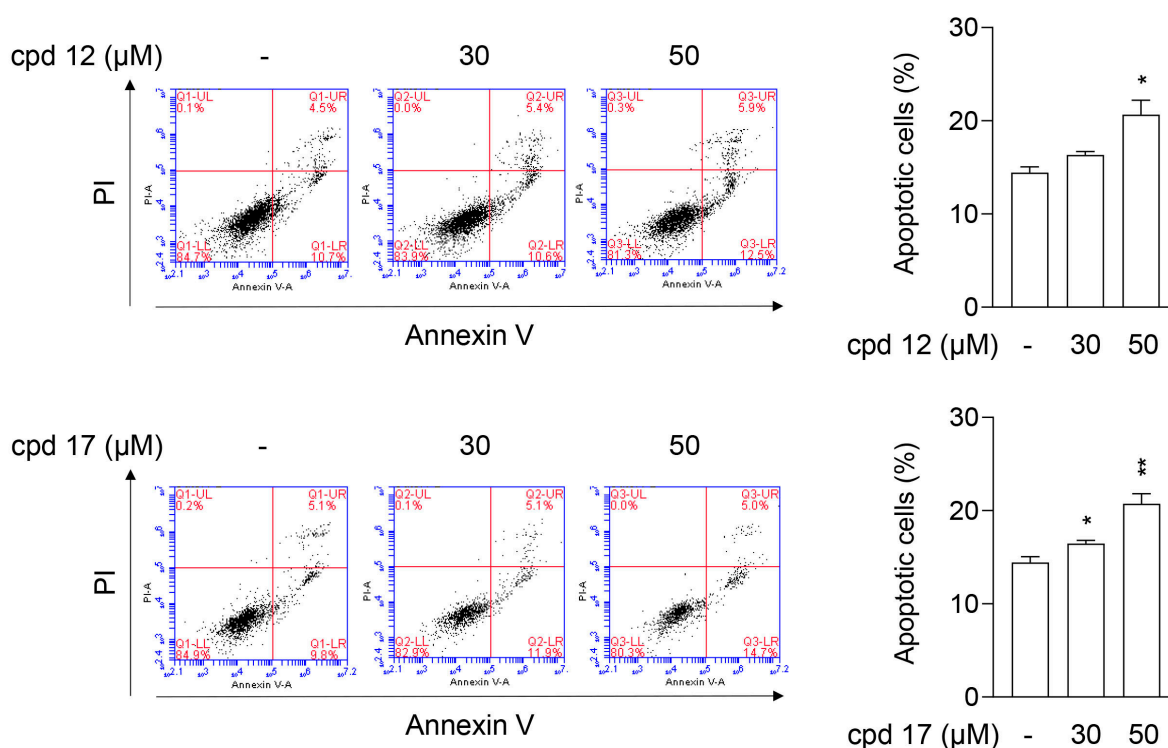 cpd 12 (µM) - 30 50
Q1-UL Q1-UR
0.1% 4.5%
Q1-LL Q1-LR
84.7% 10.7%
PI-A
Annexin V-A
Q2-UL Q2-UR
0.0% 5.4%
Q2-LL Q2-LR
83.9% 10.6%
PI-A
Annexin V-A
Q3-UL Q3-UR
0.3% 5.9%
Q3-LL Q3-LR
81.3% 12.5%
PI-A
Annexin V-A
PI
Annexin V
Apoptotic cells (%)
30
20
10
0
*
cpd 12 (µM) - 30 50
cpd 17 (µM) - 30 50
Q1-UL Q1-UR
0.2% 5.1%
Q1-LL Q1-LR
84.9% 9.8%
PI-A
Annexin V-A
Q2-UL Q2-UR
0.1% 5.1%
Q2-LL Q2-LR
82.9% 11.9%
PI-A
Annexin V-A
Q3-UL Q3-UR
0.0% 5.0%
Q3-LL Q3-LR
80.3% 14.7%
PI-A
Annexin V-A
PI
Annexin V
Apoptotic cells (%)
30
20
10
0
* **
cpd 17 (µM) - 30 50